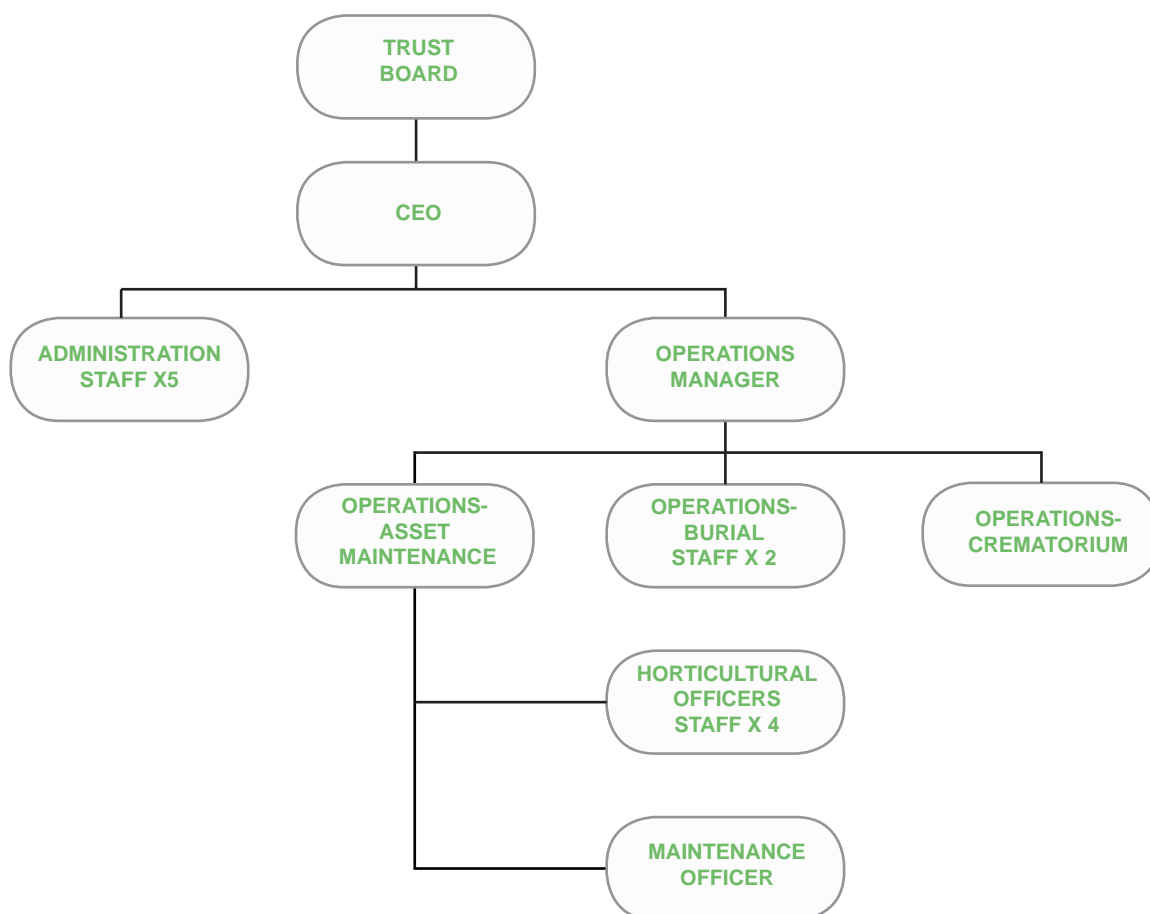 TRUST
BOARD
CEO
ADMINISTRATION
STAFF X5
OPERATIONS
MANAGER
OPERATIONS-
ASSET
MAINTENANCE
OPERATIONS-
BURIAL
STAFF X 2
OPERATIONS-
CREMATORIUM
HORTICULTURAL
OFFICERS
STAFF X 4
MAINTENANCE
OFFICER